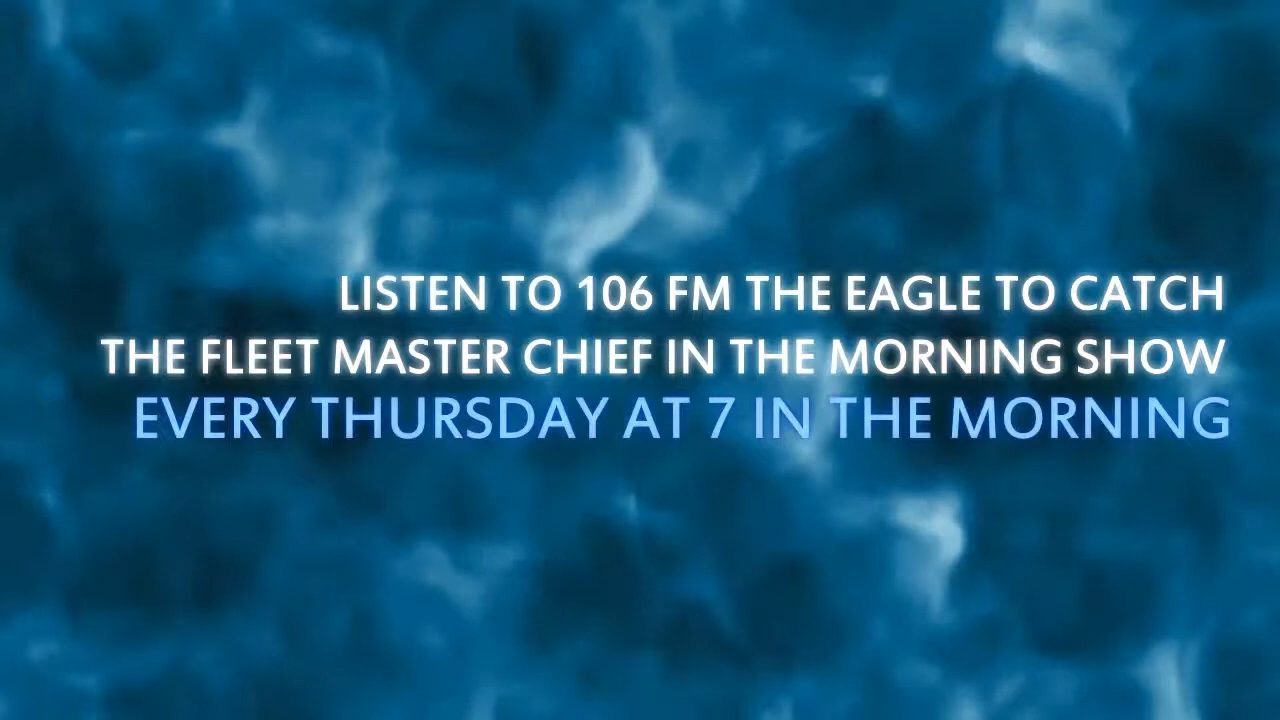 LISTEN TO 106 FM THE EAGLE TO CATCH
THE FLEET MASTER CHIEF IN THE MORNING SHOW
EVERY THURSDAY AT 7 IN THE MORNING